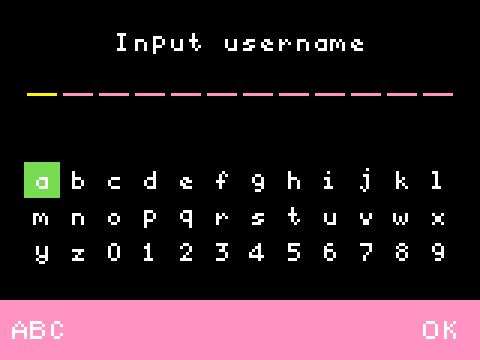 Input username
a b c d e f g h i j k l
m n o p q r s t u v w x
y z 0 1 2 3 4 5 6 7 8 9
ABC OK